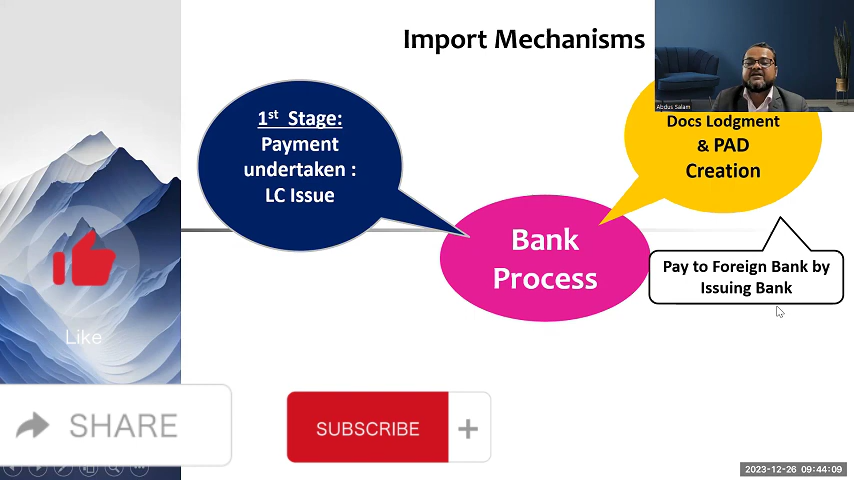 Import Mechanisms
Abdus Salam
1st Stage:
Payment
undertaken :
LC Issue
Docs Lodgment
& PAD
Creation
Bank
Process
Pay to Foreign Bank by
Issuing Bank
Like
SHARE
SUBSCRIBE +
2023-12-26 09:44:09